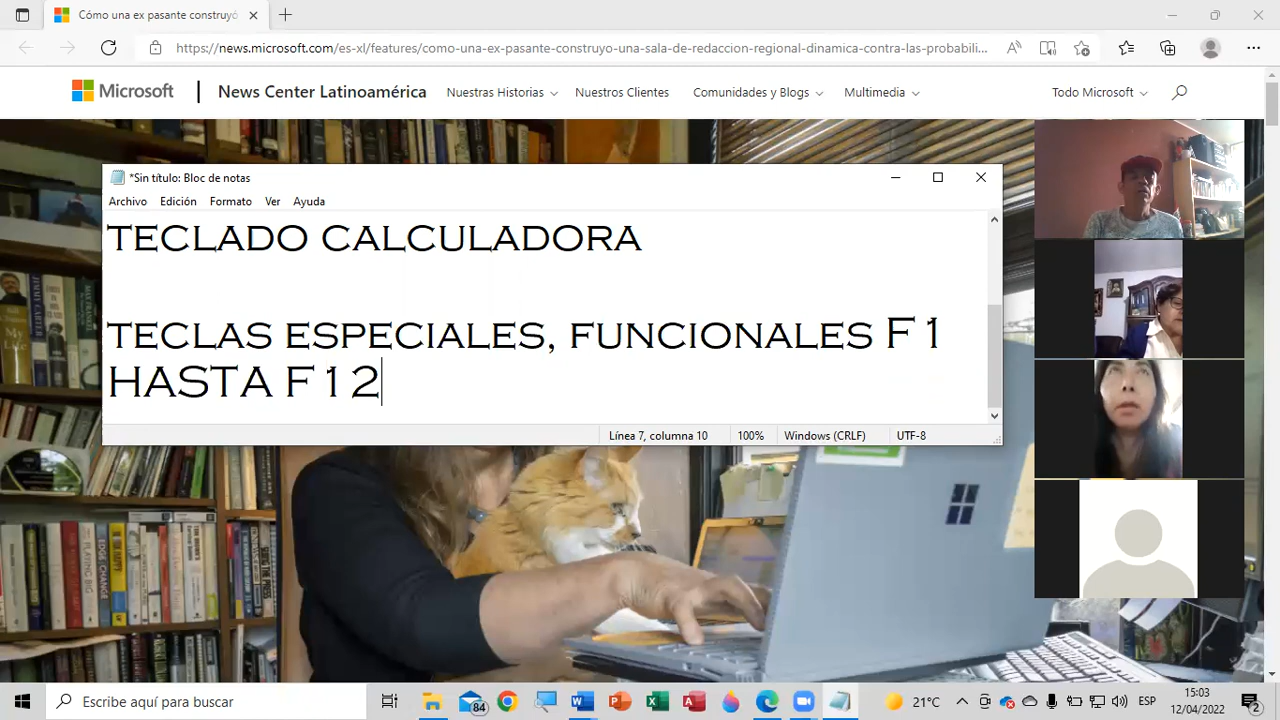 Cómo una ex pasante construyó
https://news.microsoft.com/es-xl/features/como-una-ex-pasante-construyo-una-sala-de-redaccion-regional-dinamica-contra-las-probabili...
Microsoft | News Center Latinoamérica Nuestras Historias Nuestros Clientes Comunidades y Blogs Multimedia Todo Microsoft
*Sin título: Bloc de notas
Archivo Edición Formato Ver Ayuda
TECLADO CALCULADORA
TECLAS ESPECIALES, FUNCIONALES F1
HASTA F12
Línea 7, columna 10 100% Windows (CRLF) UTF-8
Escribe aquí para buscar
84
21°C
ESP
15:03
12/04/2022
2